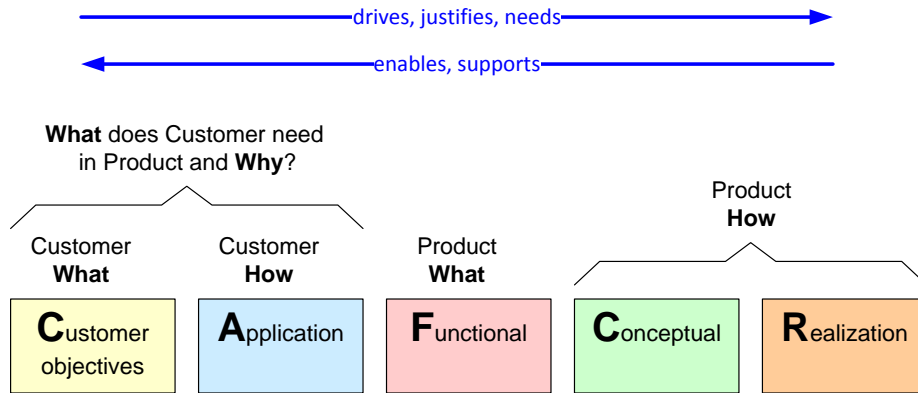 drives, justifies, needs
enables, supports
What does Customer need
in Product and Why?
Product
How
Customer
What
Customer
How
Product
What
Customer
objectives
Application
Functional
Conceptual
Realization